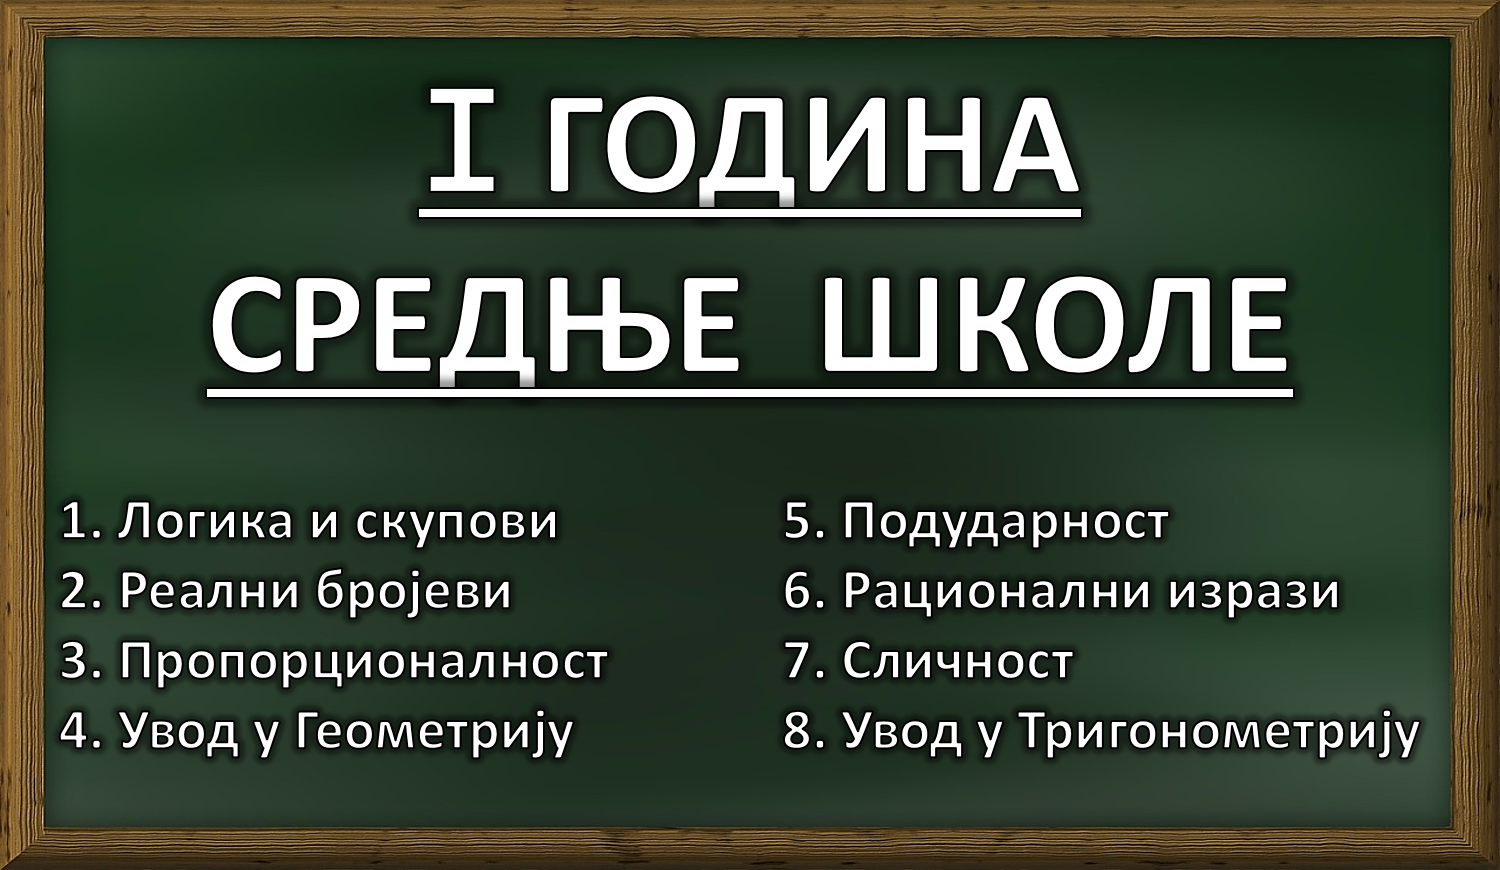 I ГОДИНА
СРЕДЊЕ ШКОЛЕ
1. Логика и скупови
2. Реални бројеви
3. Пропорционалност
4. Увод у Геометрију
5. Подударност
6. Рационални изрази
7. Сличност
8. Увод у Тригонометрију